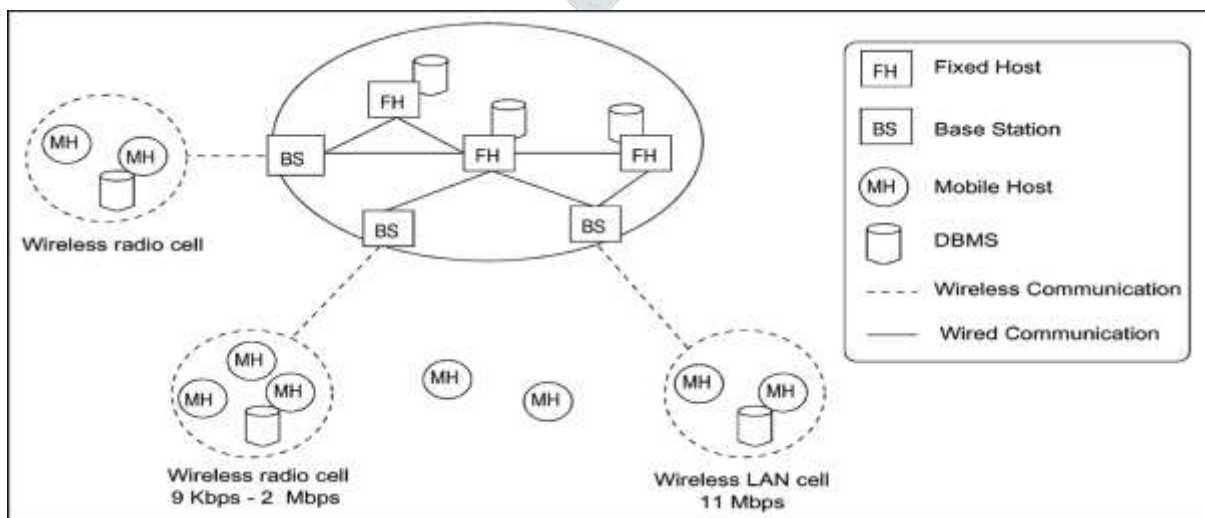 FH
BS
FH
FH
BS
BS
MH
MH
Wireless radio cell
MH
MH
MH
Wireless radio cell
9 Kbps - 2 Mbps
MH
MH
MH
MH
Wireless LAN cell
11 Mbps
FH Fixed Host
BS Base Station
MH Mobile Host
DBMS
Wireless Communication
Wired Communication